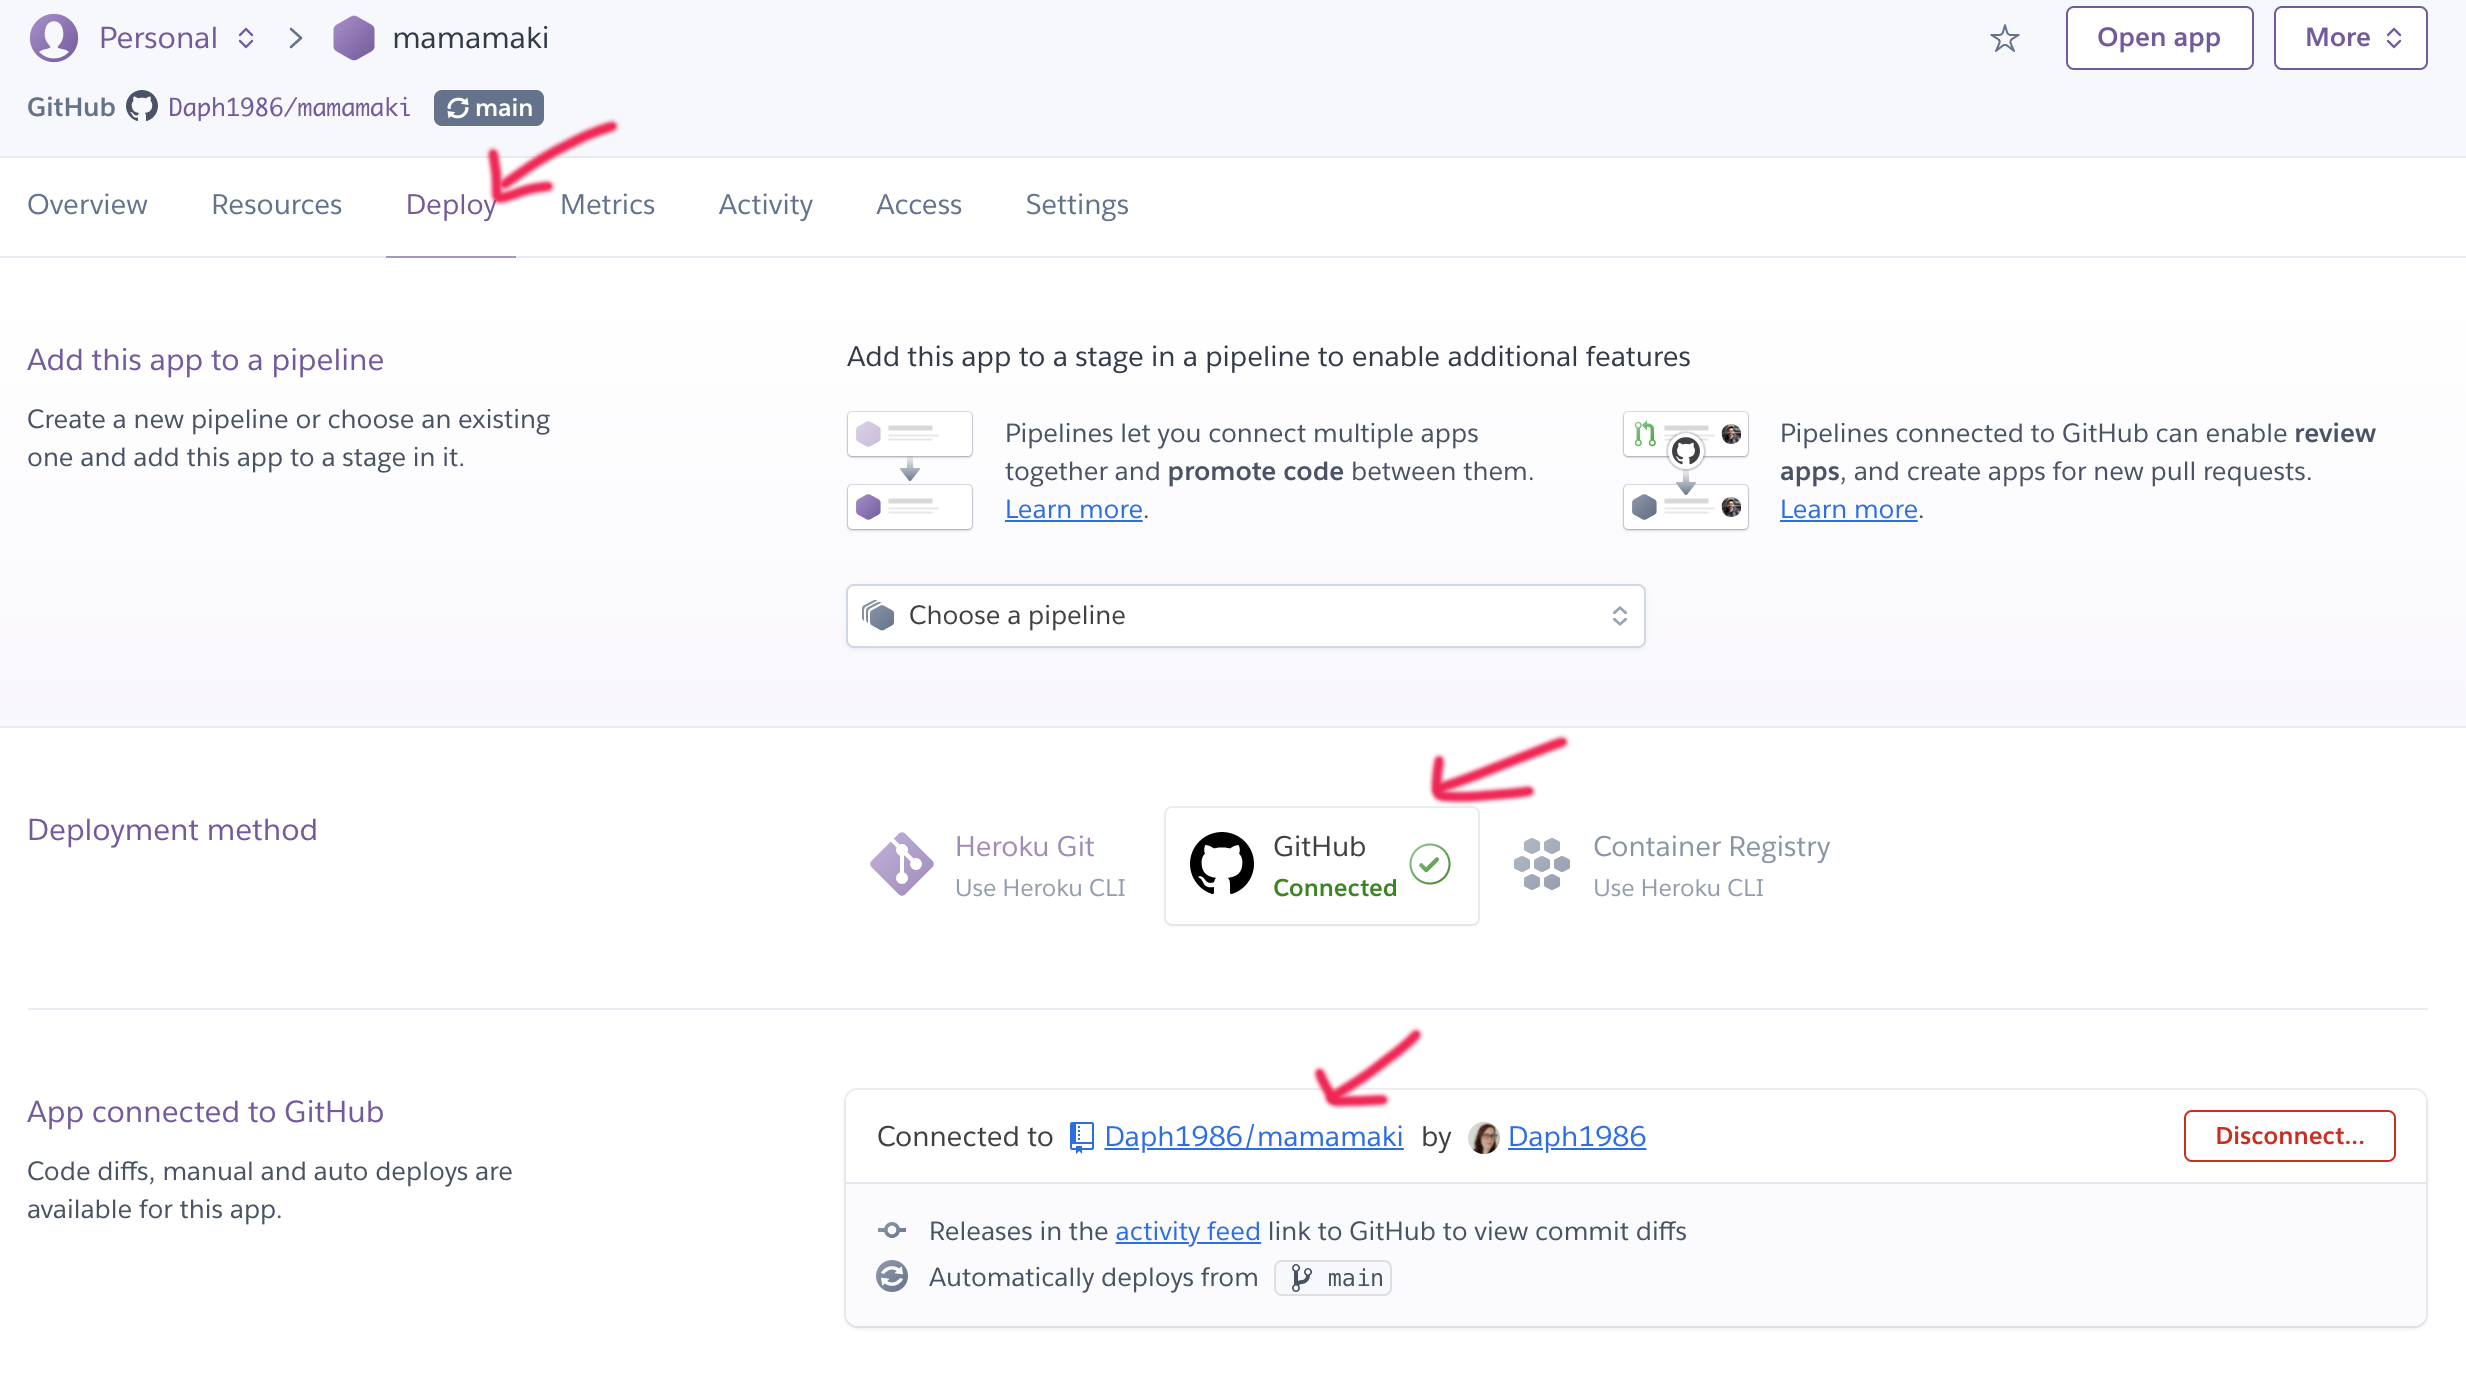 Personal > mamamaki
Open app
More
GitHub Daph1986/mamamaki main
Overview Resources Deploy Metrics Activity Access Settings
Add this app to a pipeline
Create a new pipeline or choose an existing
one and add this app to a stage in it.
Add this app to a stage in a pipeline to enable additional features
Pipelines let you connect multiple apps
together and promote code between them.
Learn more.
Pipelines connected to GitHub can enable review
apps, and create apps for new pull requests.
Learn more.
Choose a pipeline
Deployment method
Heroku Git
Use Heroku CLI
GitHub
Connected
Container Registry
Use Heroku CLI
App connected to GitHub
Code diffs, manual and auto deploys are
available for this app.
Connected to Daph1986/mamamaki by Daph1986
Disconnect...
Releases in the activity feed link to GitHub to view commit diffs
Automatically deploys from main